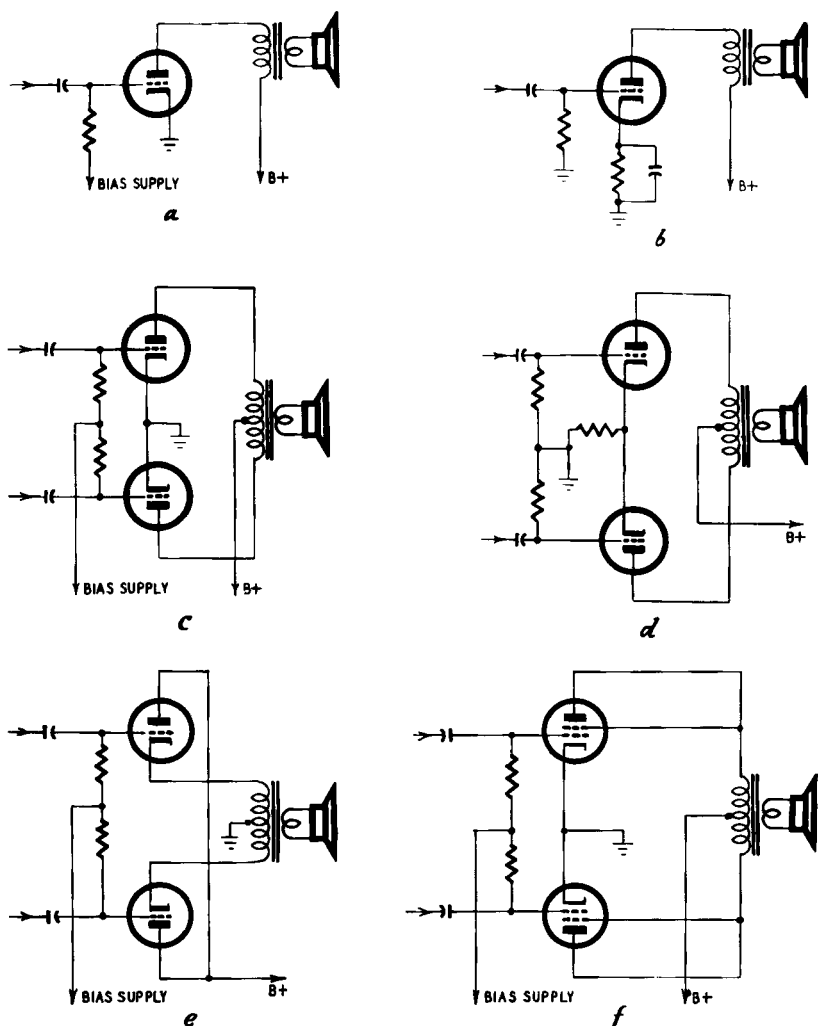 BIAS SUPPLY
B+
a
B+
b
BIAS SUPPLY
B+
c
B+
d
BIAS SUPPLY
B+
e
BIAS SUPPLY
B+
f